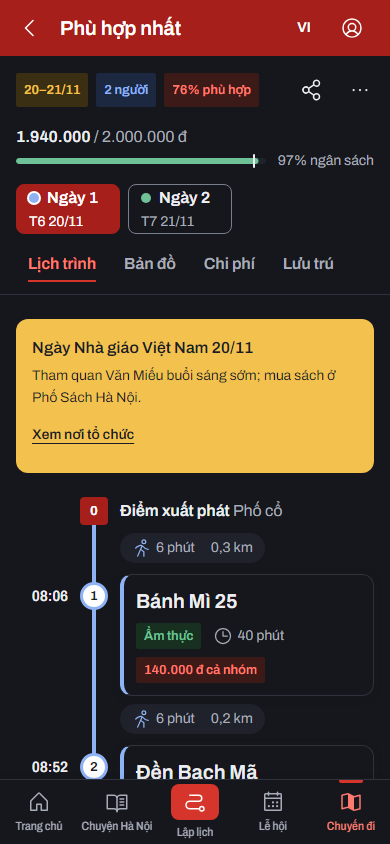 Phù hợp nhất
VI
20–21/11
2 người
76% phù hợp
1.940.000 / 2.000.000 đ
97% ngân sách
Ngày 1
T6 20/11
Ngày 2
T7 21/11
Lịch trình
Bản đồ
Chi phí
Lưu trú
Ngày Nhà giáo Việt Nam 20/11
Tham quan Văn Miếu buổi sáng sớm; mua sách ở
Phố Sách Hà Nội.
Xem nơi tổ chức
0
Điểm xuất phát Phố cổ
6 phút
0,3 km
08:06
1
Bánh Mì 25
Ẩm thực
40 phút
140.000 đ cả nhóm
6 phút
0,2 km
08:52
2
Đền Bạch Mã
Trang chủ
Chuyện Hà Nội
Lập lịch
Lễ hội
Chuyến đi